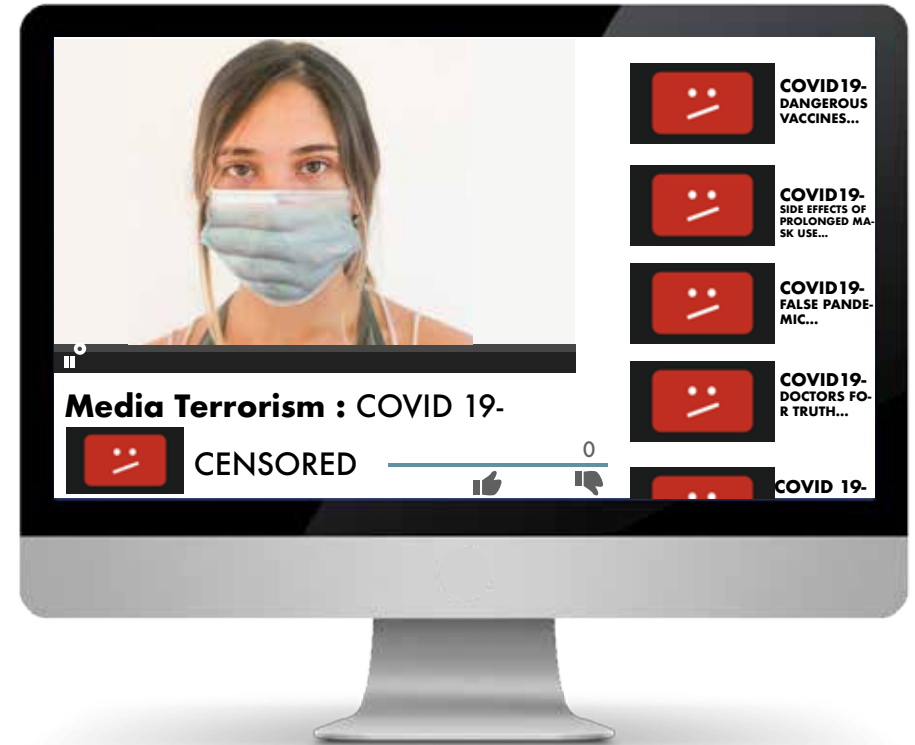 Media Terrorism : COVID 19-
CENSORED
0
COVID19-
DANGEROUS
VACCINES...
COVID19-
SIDE EFFECTS OF
PROLONGED MA-
SK USE...
COVID19-
FALSE PANDE-
MIC...
COVID19-
DOCTORS FO-
R TRUTH...
COVID 19-